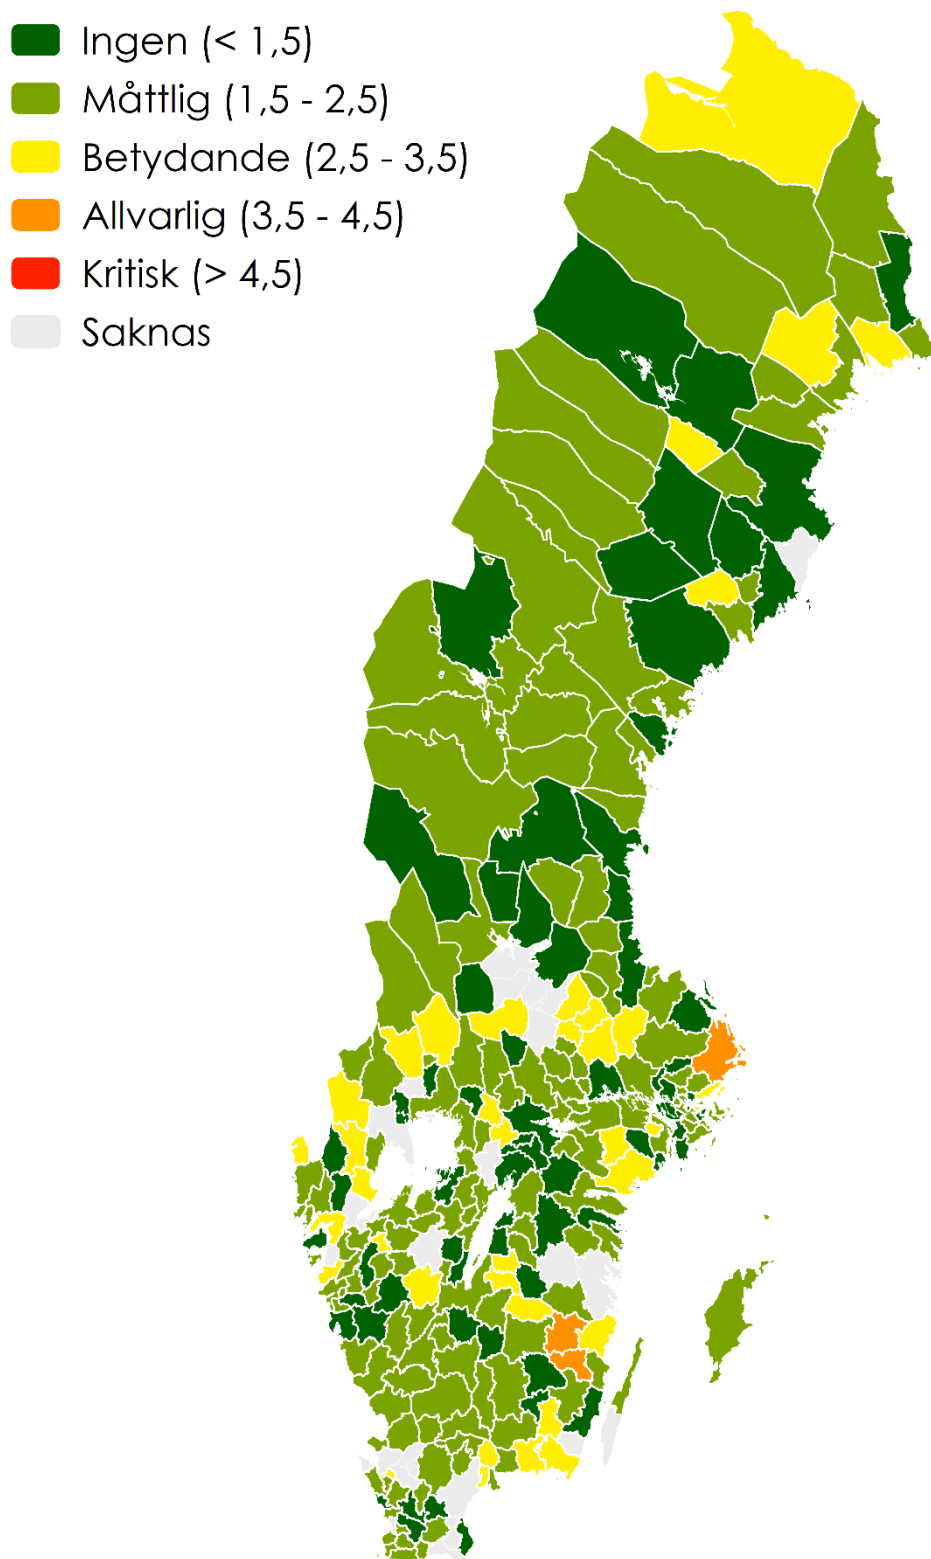 Ingen (< 1,5)
Måttlig (1,5 - 2,5)
Betydande (2,5 - 3,5)
Allvarlig (3,5 - 4,5)
Kritisk (> 4,5)
Saknas